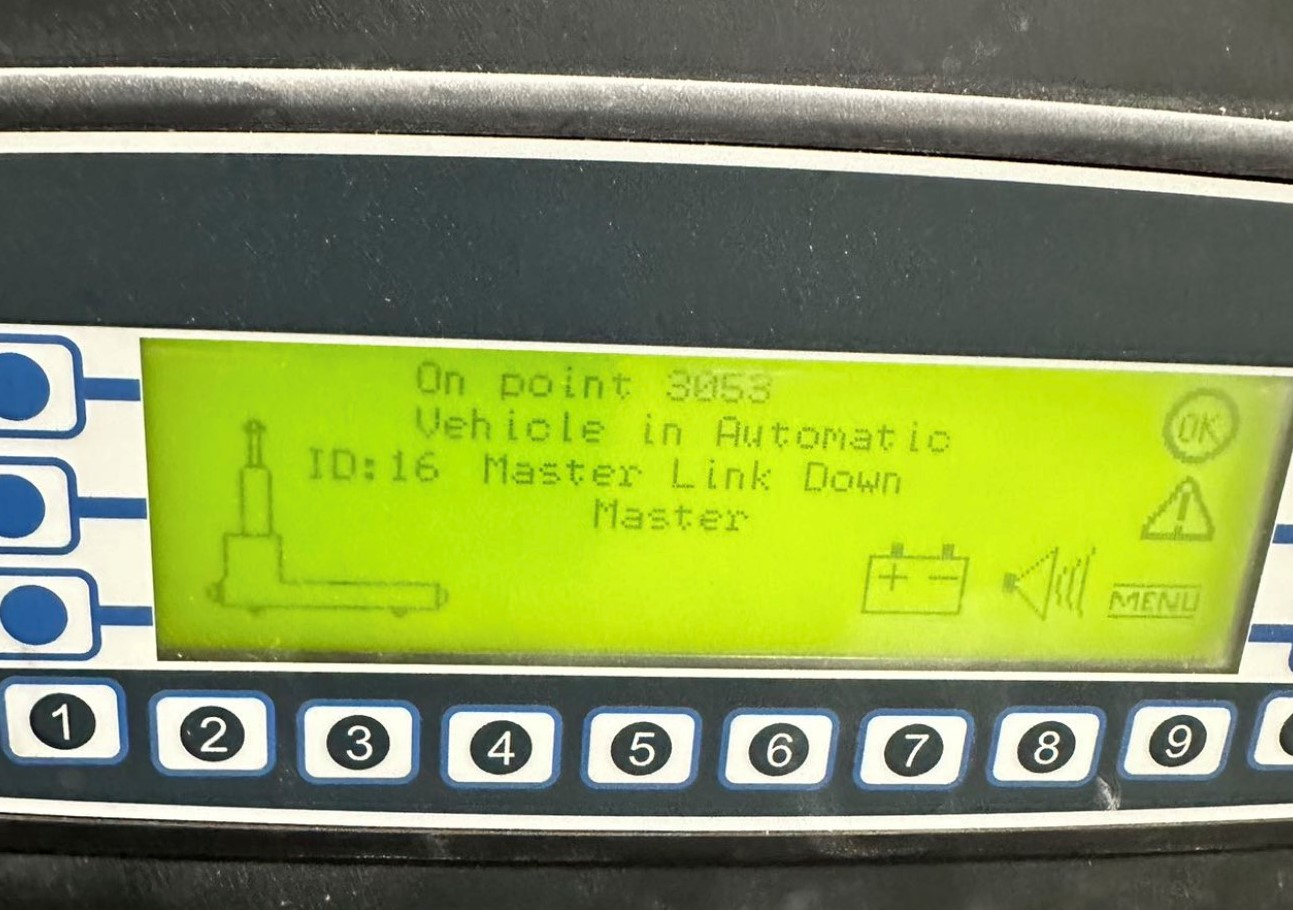 On point 3053
Vehicle in Automatic
ID:16 Master Link Down
Master
OK
+ -
MENU
1 2 3 4 5 6 7 8 9